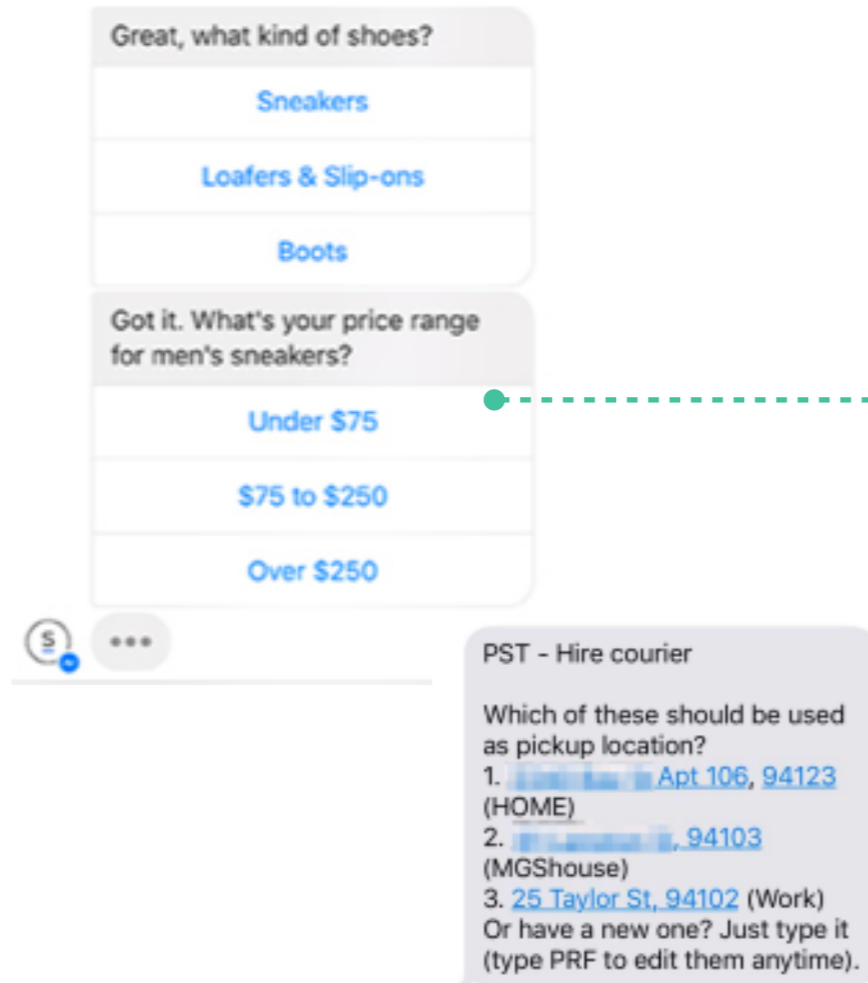 Great, what kind of shoes?
Sneakers
Loafers & Slip-ons
Boots
Got it. What's your price range
for men's sneakers?
Under $75
$75 to $250
Over $250
S
PST - Hire courier
Which of these should be used
as pickup location?
1. Apt 106, 94123
(HOME)
2. , 94103
(MGShouse)
3. 25 Taylor St, 94102 (Work)
Or have a new one? Just type it
(type PRF to edit them anytime).